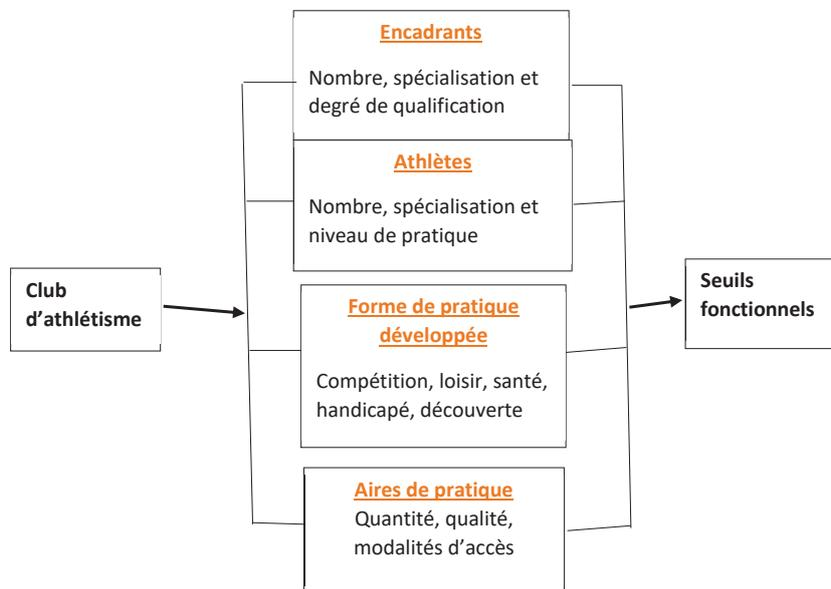 Encadrants
Nombre, spécialisation et
degré de qualification
Athlètes
Nombre, spécialisation et
niveau de pratique
Club
d’athlétisme
Forme de pratique
développée
Compétition, loisir, santé,
handicapé, découverte
Seuils
fonctionnels
Aires de pratique
Quantité, qualité,
modalités d’accès